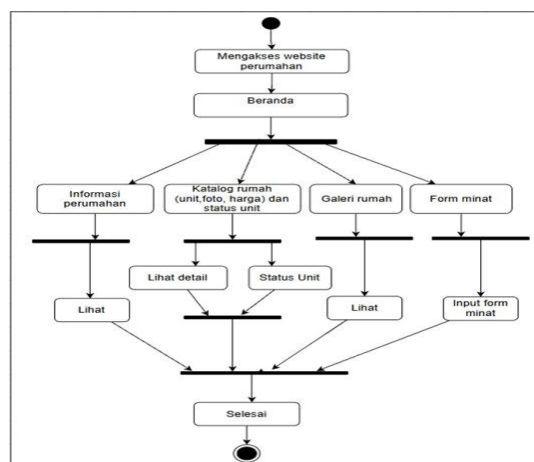 Mengakses website
perumahan
Beranda
Informasi
perumahan
Katalog rumah
(unit,foto, harga) dan
status unit
Galeri rumah
Form minat
Lihat detail
Status Unit
Lihat
Lihat
Input form
minat
Selesai